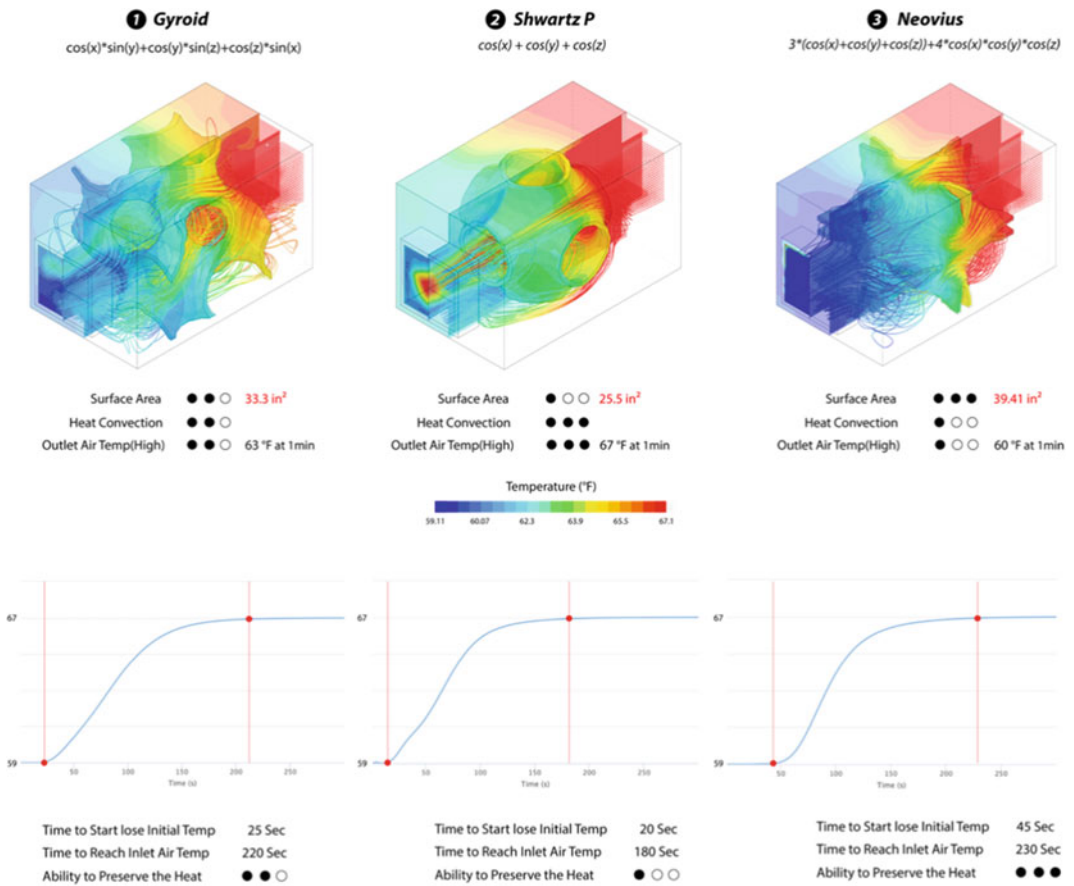 1 Gyroid
cos(x)*sin(y)+cos(y)*sin(z)+cos(z)*sin(x)
2 Shwartz P
cos(x) + cos(y) + cos(z)
3 Neovius
3*(cos(x)+cos(y)+cos(z))+4*cos(x)*cos(y)*cos(z)
Surface Area 33.3 in²
Heat Convection
Outlet Air Temp(High) 63 °F at 1min
Surface Area 25.5 in²
Heat Convection
Outlet Air Temp(High) 67 °F at 1min
Surface Area 39.41 in²
Heat Convection
Outlet Air Temp(High) 60 °F at 1min
Temperature (°F)
59.11 60.07 62.3 63.9 65.5 67.1
67
59
50 100 150 200 250
Time (s)
67
59
50 100 150 200 250
Time (s)
67
59
50 100 150 200 250
Time (s)
Time to Start lose Initial Temp 25 Sec
Time to Reach Inlet Air Temp 220 Sec
Ability to Preserve the Heat
Time to Start lose Initial Temp 20 Sec
Time to Reach Inlet Air Temp 180 Sec
Ability to Preserve the Heat
Time to Start lose Initial Temp 45 Sec
Time to Reach Inlet Air Temp 230 Sec
Ability to Preserve the Heat